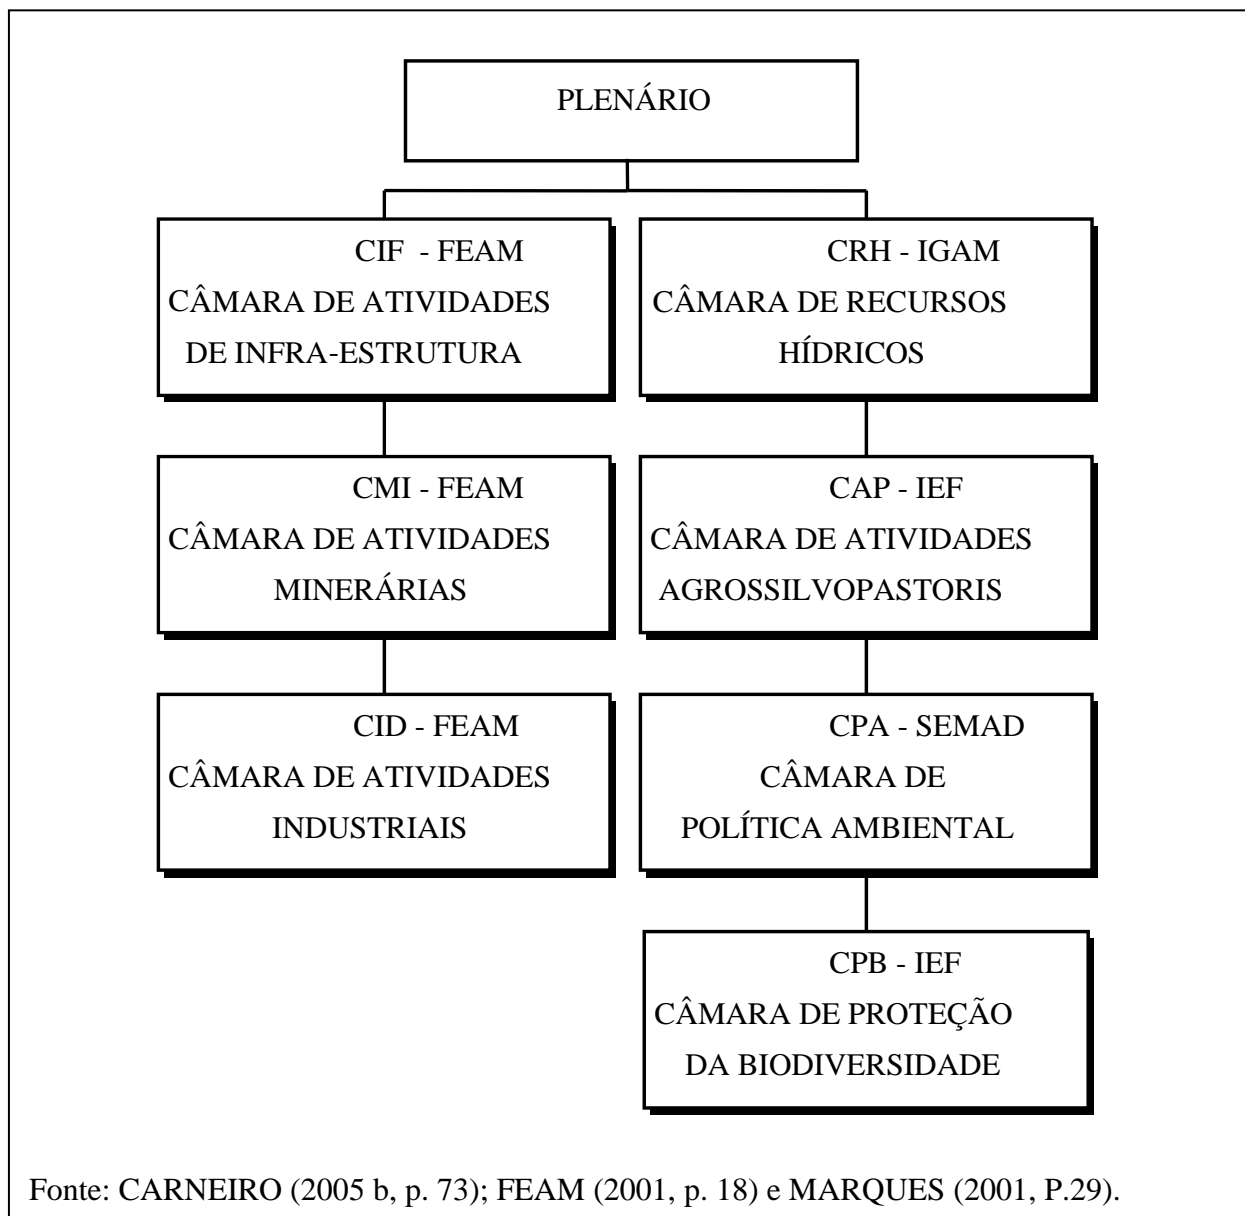 PLENÁRIO
CIF - FEAM
CÂMARA DE ATIVIDADES
DE INFRA-ESTRUTURA
CRH - IGAM
CÂMARA DE RECURSOS
HÍDRICOS
CMI - FEAM
CÂMARA DE ATIVIDADES
MINERÁRIAS
CAP - IEF
CÂMARA DE ATIVIDADES
AGROSSILVOPASTORIS
CID - FEAM
CÂMARA DE ATIVIDADES
INDUSTRIAIS
CPA - SEMAD
CÂMARA DE
POLÍTICA AMBIENTAL
CPB - IEF
CÂMARA DE PROTEÇÃO
DA BIODIVERSIDADE
Fonte: CARNEIRO (2005 b, p. 73); FEAM (2001, p. 18) e MARQUES (2001, P.29).